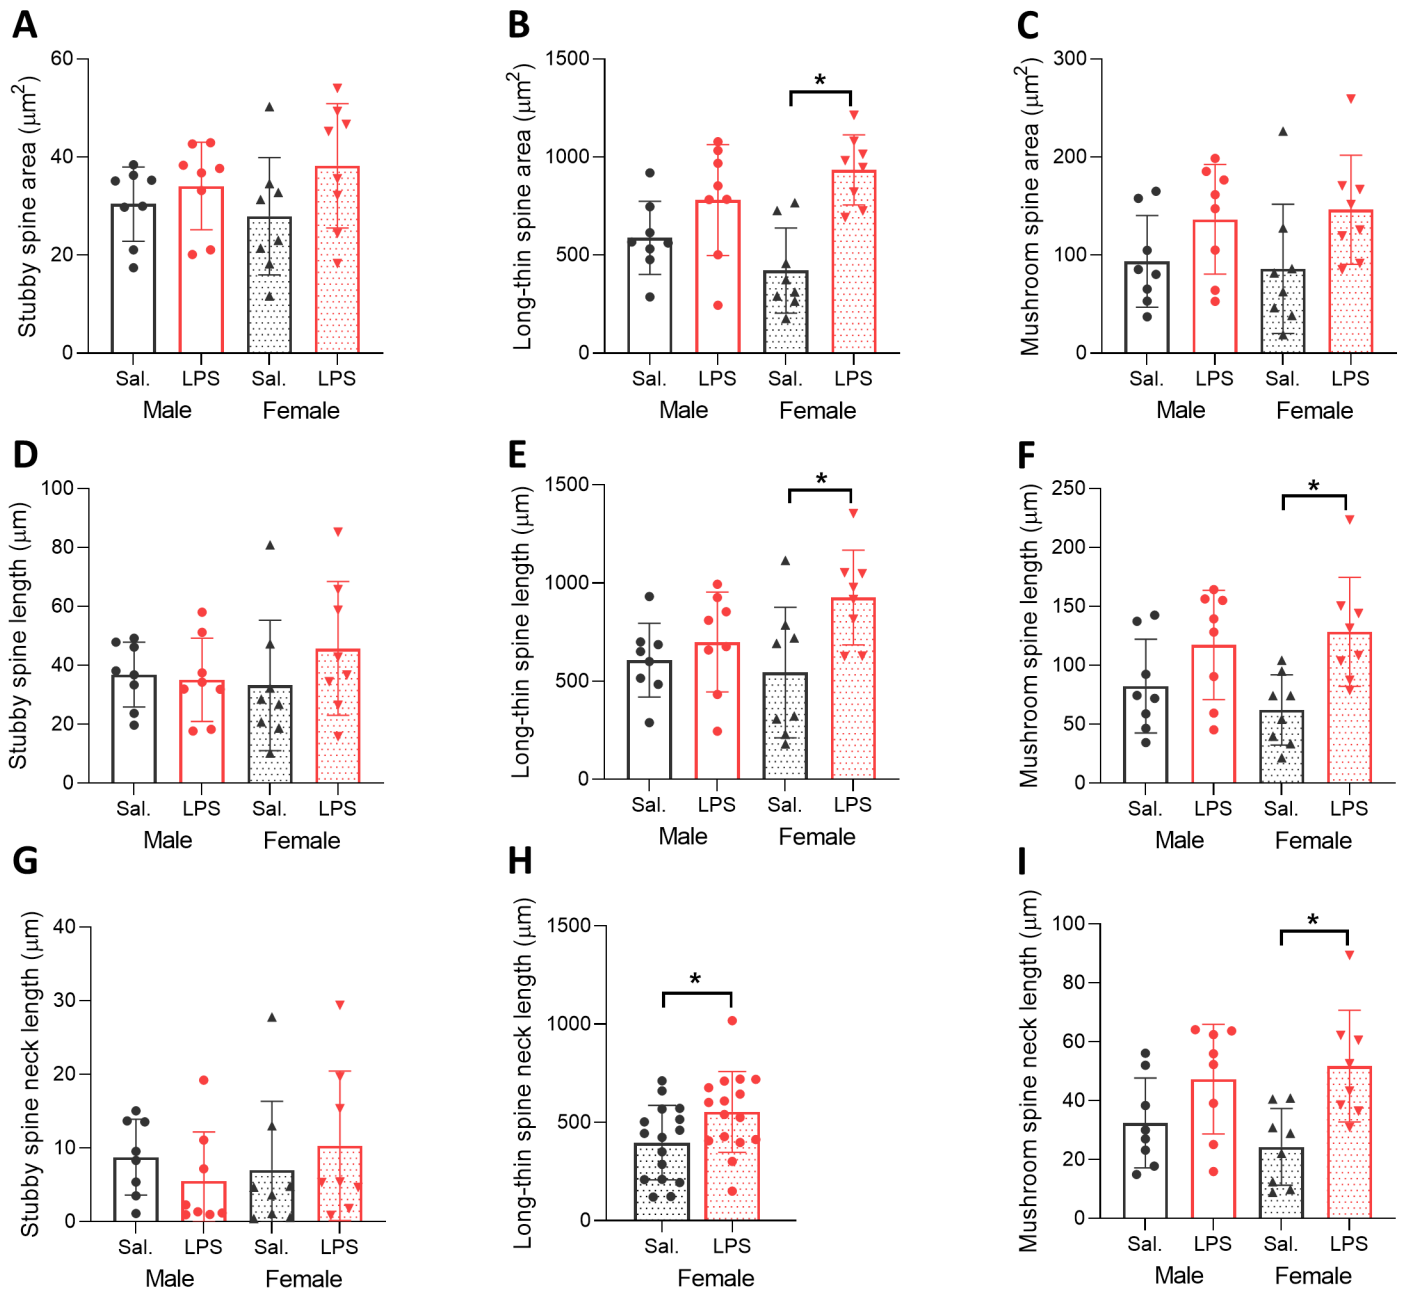 A
Stubby spine area (μm²)
60
40
20
0
Sal. LPS Sal. LPS
Male Female
B
Long-thin spine area (μm²)
1500
1000
500
0
*
Sal. LPS Sal. LPS
Male Female
C
Mushroom spine area (μm²)
300
200
100
0
Sal. LPS Sal. LPS
Male Female
D
Stubby spine length (μm)
100
80
60
40
20
0
Sal. LPS Sal. LPS
Male Female
E
Long-thin spine length (μm)
1500
1000
500
0
*
Sal. LPS Sal. LPS
Male Female
F
Mushroom spine length (μm)
250
200
150
100
50
0
*
Sal. LPS Sal. LPS
Male Female
G
Stubby spine neck length (μm)
40
30
20
10
0
Sal. LPS Sal. LPS
Male Female
H
Long-thin spine neck length (μm)
1500
1000
500
0
*
Sal. LPS
Female
I
Mushroom spine neck length (μm)
100
80
60
40
20
0
*
Sal. LPS Sal. LPS
Male Female